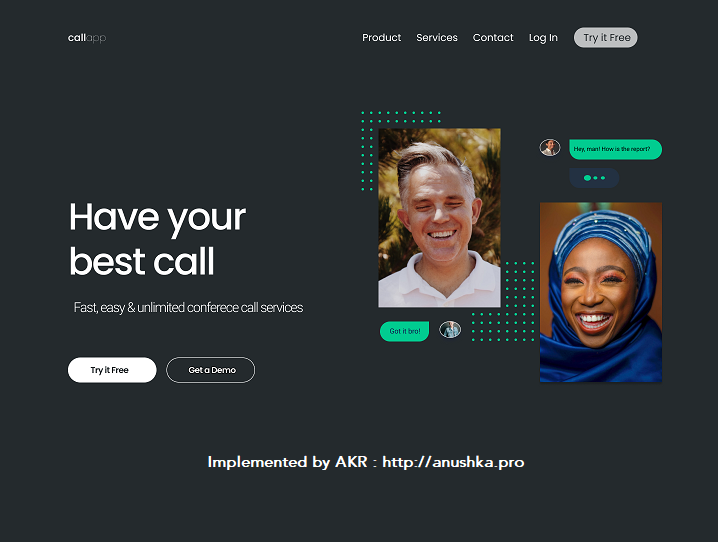 callapp
Product Services Contact Log In Try it Free
Hey, man! How is the report?
Have your
best call
Fast, easy & unlimited conferece call services
Got it bro!
Try it Free Get a Demo
Implemented by AKR : http://anushka.pro